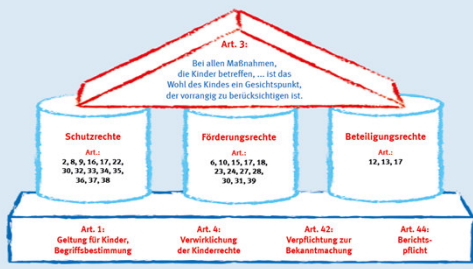 Art. 3:
Bei allen Maßnahmen,
die Kinder betreffen, ... ist das
Wohl des Kindes ein Gesichtspunkt,
der vorrangig zu berücksichtigen ist.
Schutzrechte
Art.:
2, 8, 9, 16, 17, 22,
30, 32, 33, 34, 35,
36, 37, 38
Förderungsrechte
Art.:
6, 10, 15, 17, 18,
23, 24, 27, 28,
30, 31, 39
Beteiligungsrechte
Art.:
12, 13, 17
Art. 1:
Geltung für Kinder,
Begriffsbestimmung
Art. 4:
Verwirklichung
der Kinderrechte
Art. 42:
Verpflichtung zur
Bekanntmachung
Art. 44:
Berichts-
pflicht